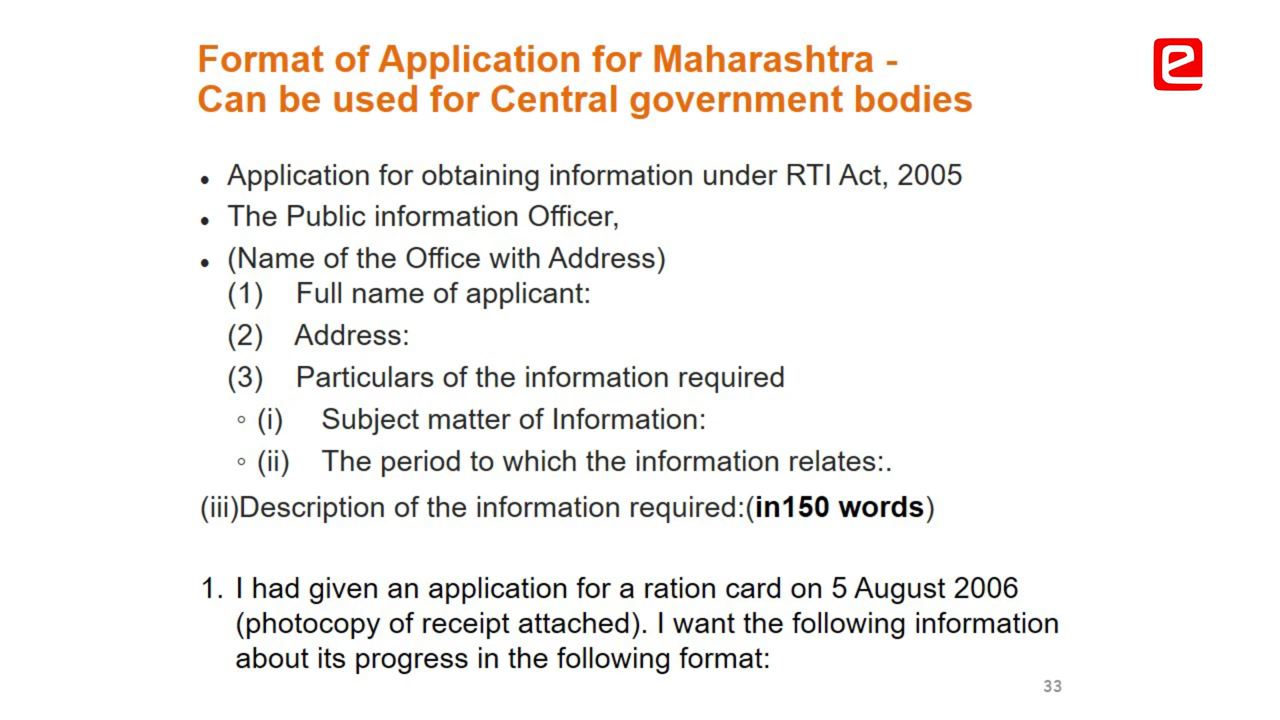 Format of Application for Maharashtra -
Can be used for Central government bodies
• Application for obtaining information under RTI Act, 2005
• The Public information Officer,
• (Name of the Office with Address)
(1) Full name of applicant:
(2) Address:
(3) Particulars of the information required
◦ (i) Subject matter of Information:
◦ (ii) The period to which the information relates:.
(iii)Description of the information required:(in150 words)
1. I had given an application for a ration card on 5 August 2006
(photocopy of receipt attached). I want the following information
about its progress in the following format:
33